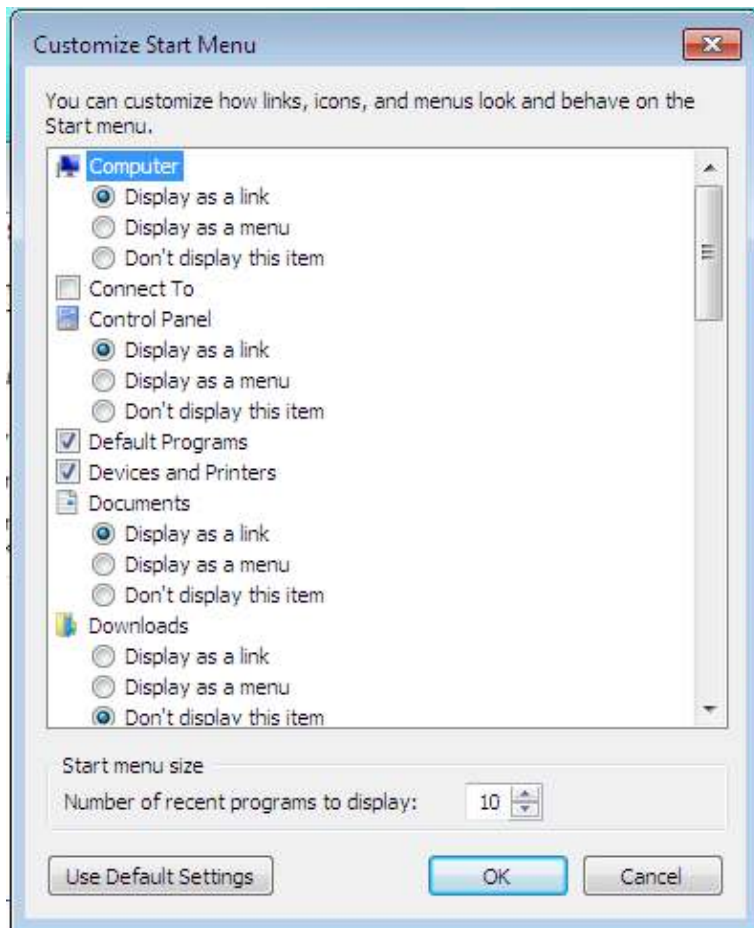 Customize Start Menu
You can customize how links, icons, and menus look and behave on the
Start menu.
Computer
Display as a link
Display as a menu
Don't display this item
Connect To
Control Panel
Display as a link
Display as a menu
Don't display this item
Default Programs
Devices and Printers
Documents
Display as a link
Display as a menu
Don't display this item
Downloads
Display as a link
Display as a menu
Don't display this item
Start menu size
Number of recent programs to display: 10
Use Default Settings OK Cancel